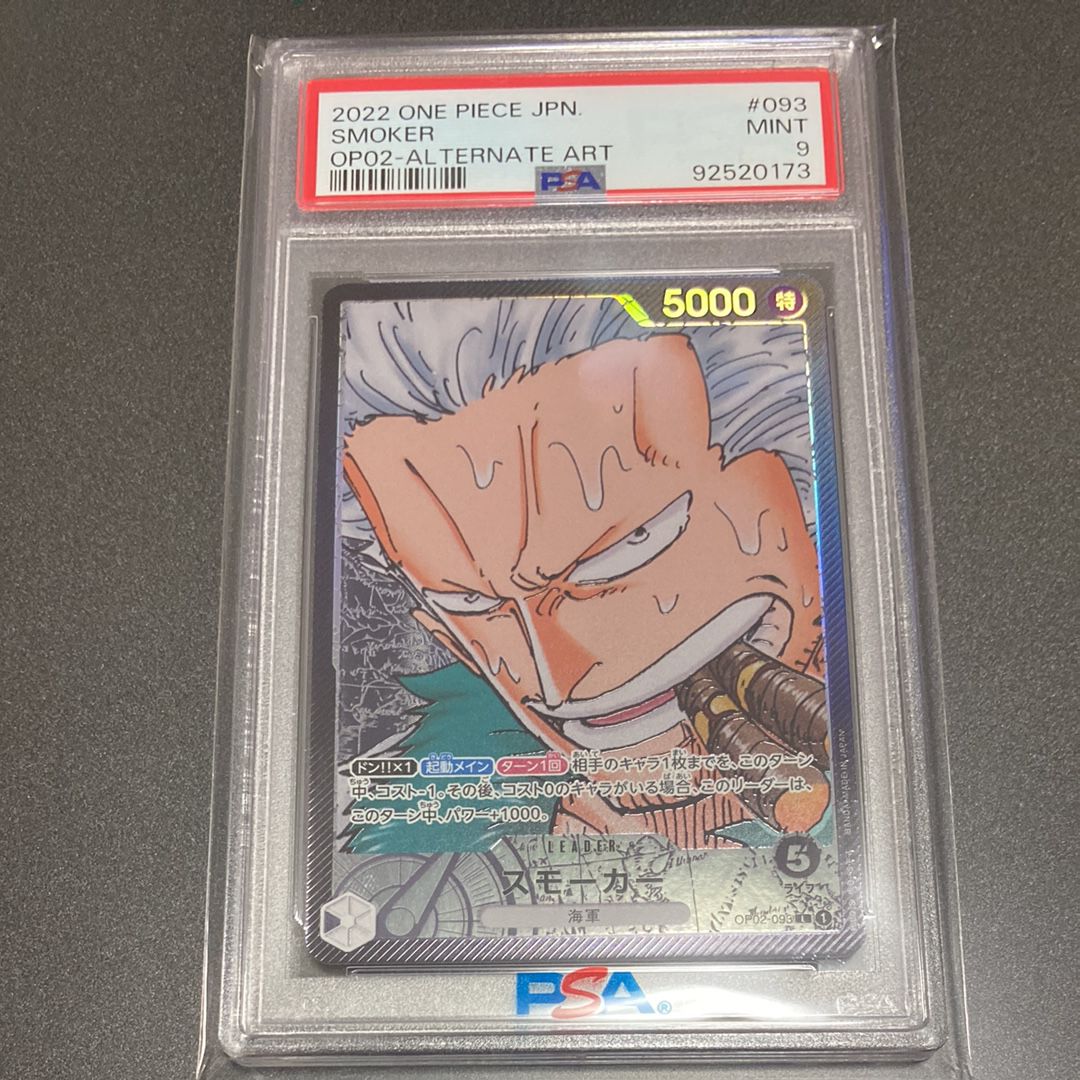 2022 ONE PIECE JPN.
#093
SMOKER
MINT
OP02-ALTERNATE ART
9
PSA
92520173
5000 特
ドン!!×1 起動メイン ターン1回 相手のキャラ1枚までを、このターン
中、コスト-1。その後、コスト0のキャラがいる場合、このリーダーは、
このターン中、パワー+1000。
LEADER
スモーカー
5
ライフ
海軍
OP02-093 L 1
PSA®